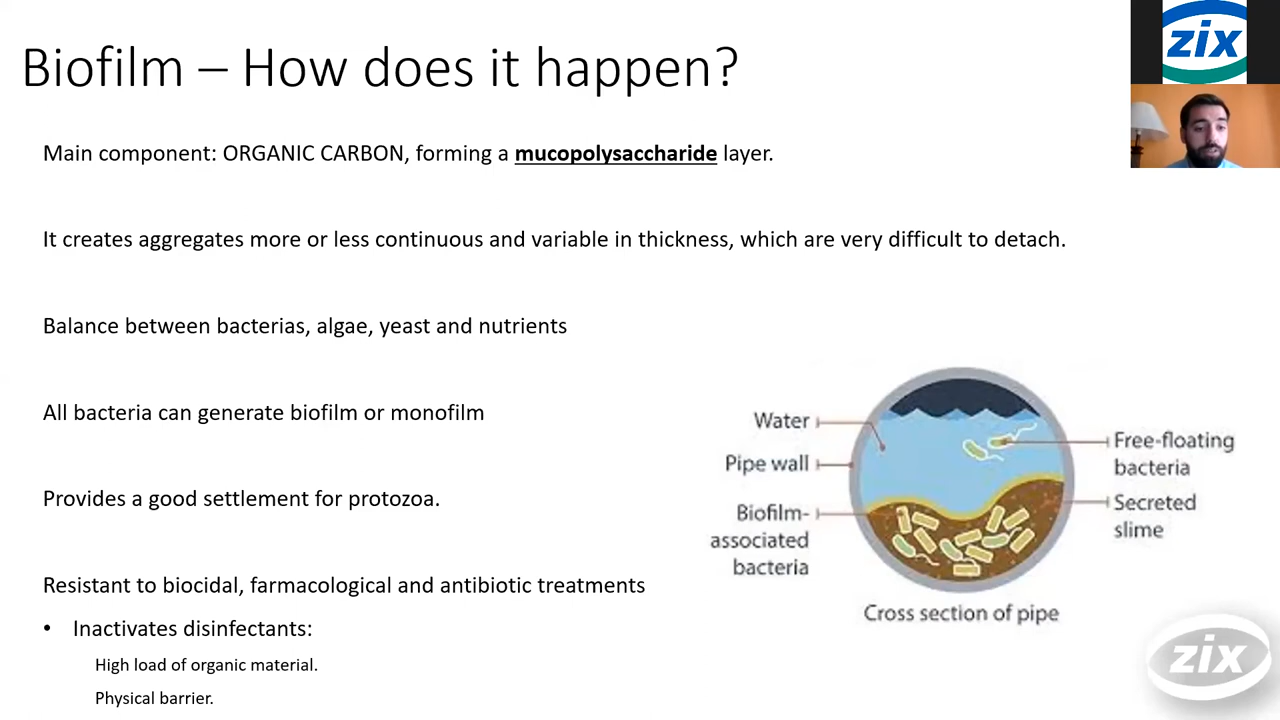 Biofilm – How does it happen?
zix
Main component: ORGANIC CARBON, forming a mucopolysaccharide layer.
It creates aggregates more or less continuous and variable in thickness, which are very difficult to detach.
Balance between bacterias, algae, yeast and nutrients
All bacteria can generate biofilm or monofilm
Provides a good settlement for protozoa.
Resistant to biocidal, farmacological and antibiotic treatments
• Inactivates disinfectants:
High load of organic material.
Physical barrier.
Water
Pipe wall
Biofilm-
associated
bacteria
Free-floating
bacteria
Secreted
slime
Cross section of pipe
zix